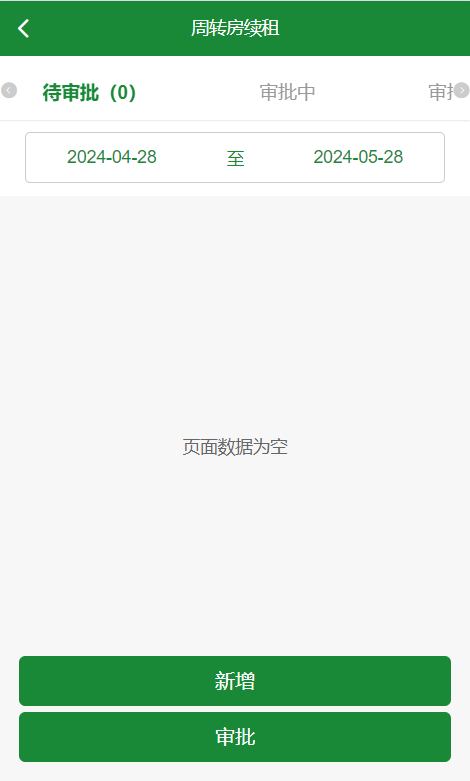 周转房续租
待审批（0） 审批中 审
2024-04-28 至 2024-05-28
页面数据为空
新增
审批